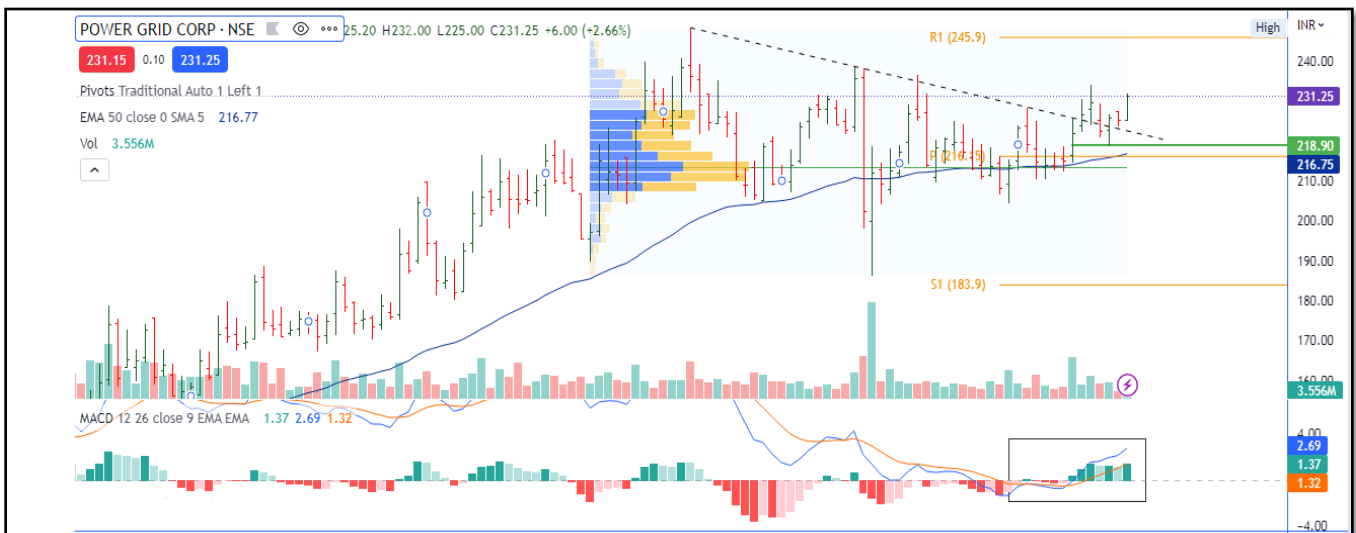 POWER GRID CORP · NSE 25.20 H232.00 L225.00 C231.25 +6.00 (+2.66%)
231.15 0.10 231.25
Pivots Traditional Auto 1 Left 1
EMA 50 close 0 SMA 5 216.77
Vol 3.556M
High
INR
R1 (245.9)
P (216.15)
S1 (183.9)
240.00
231.25
218.90
216.75
210.00
200.00
190.00
180.00
170.00
160.00
3.556M
MACD 12 26 close 9 EMA EMA 1.37 2.69 1.32
4.00
2.69
1.37
1.32
-4.00